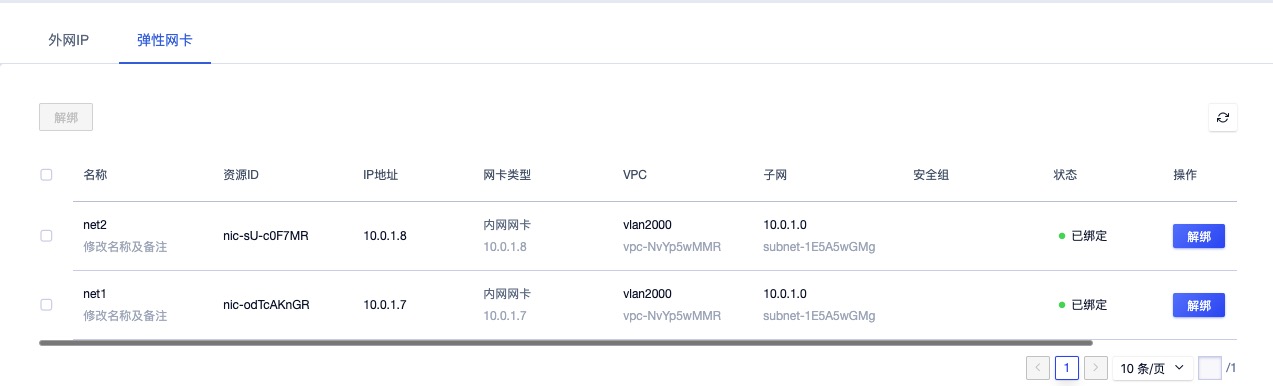 外网IP 弹性网卡
解绑
名称 资源ID IP地址 网卡类型 VPC 子网 安全组 状态 操作
net2 内网网卡 vlan2000 10.0.1.0
nic-sU-c0F7MR 10.0.1.8 已绑定 解绑
修改名称及备注 10.0.1.8 vpc-NvYp5wMMR subnet-1E5A5wGMg
net1 内网网卡 vlan2000 10.0.1.0
nic-odTcAKnGR 10.0.1.7 已绑定 解绑
修改名称及备注 10.0.1.7 vpc-NvYp5wMMR subnet-1E5A5wGMg
1 10 条/页 /1